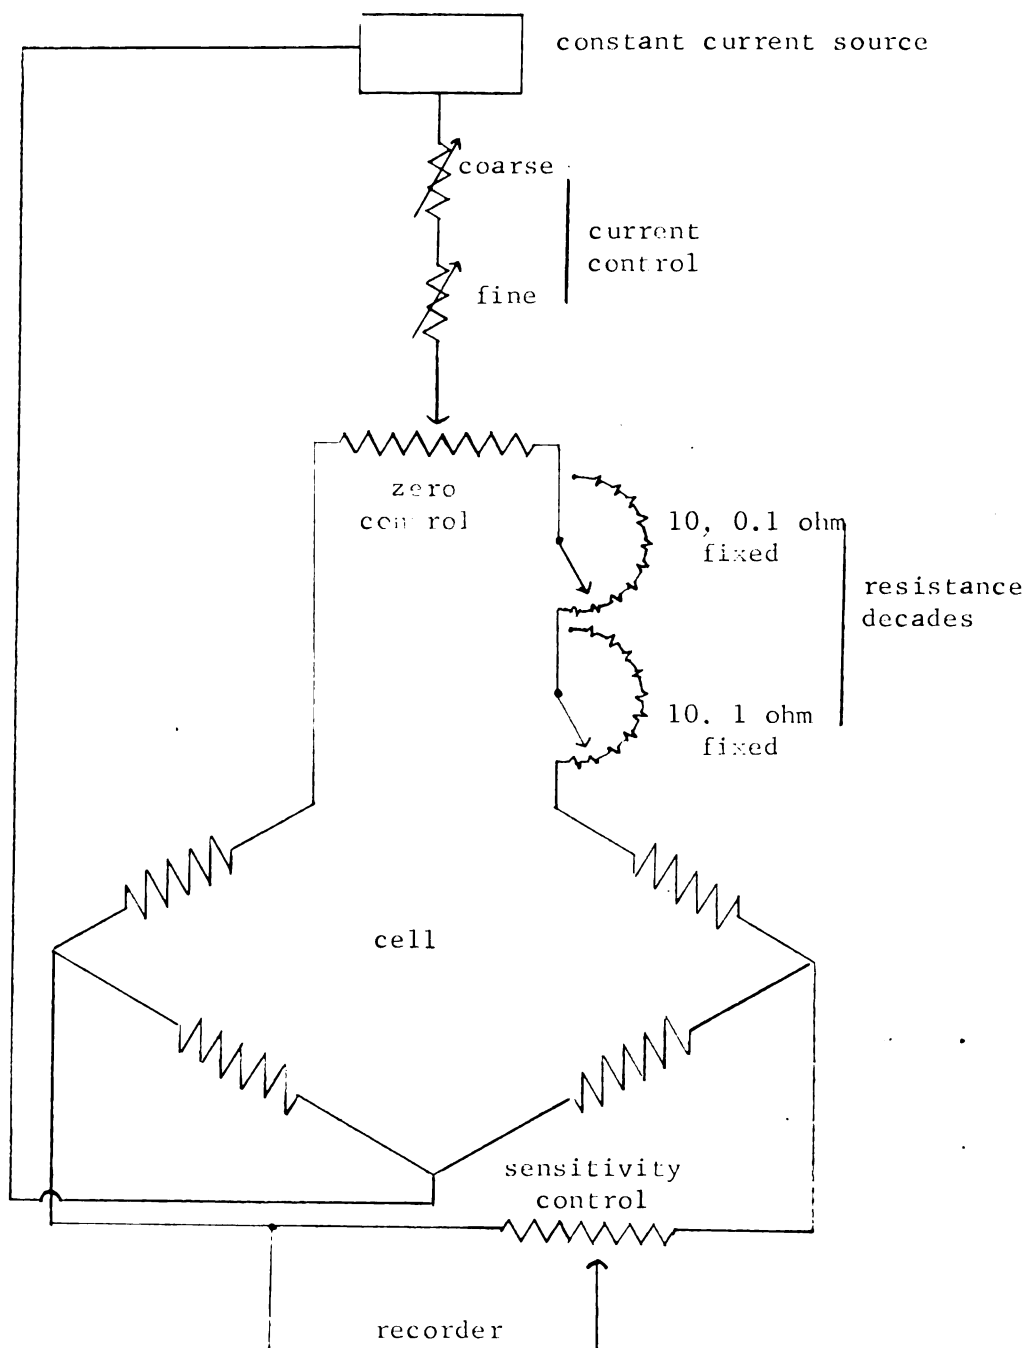 constant current source
coarse
current
control
fine
zero
control
10, 0.1 ohm
fixed
resistance
decades
10. 1 ohm
fixed
cell
sensitivity
control
recorder